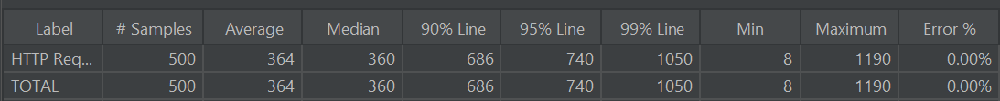 Label # Samples Average Median 90% Line 95% Line 99% Line Min Maximum Error %
HTTP Req... 500 364 360 686 740 1050 8 1190 0.00%
TOTAL 500 364 360 686 740 1050 8 1190 0.00%